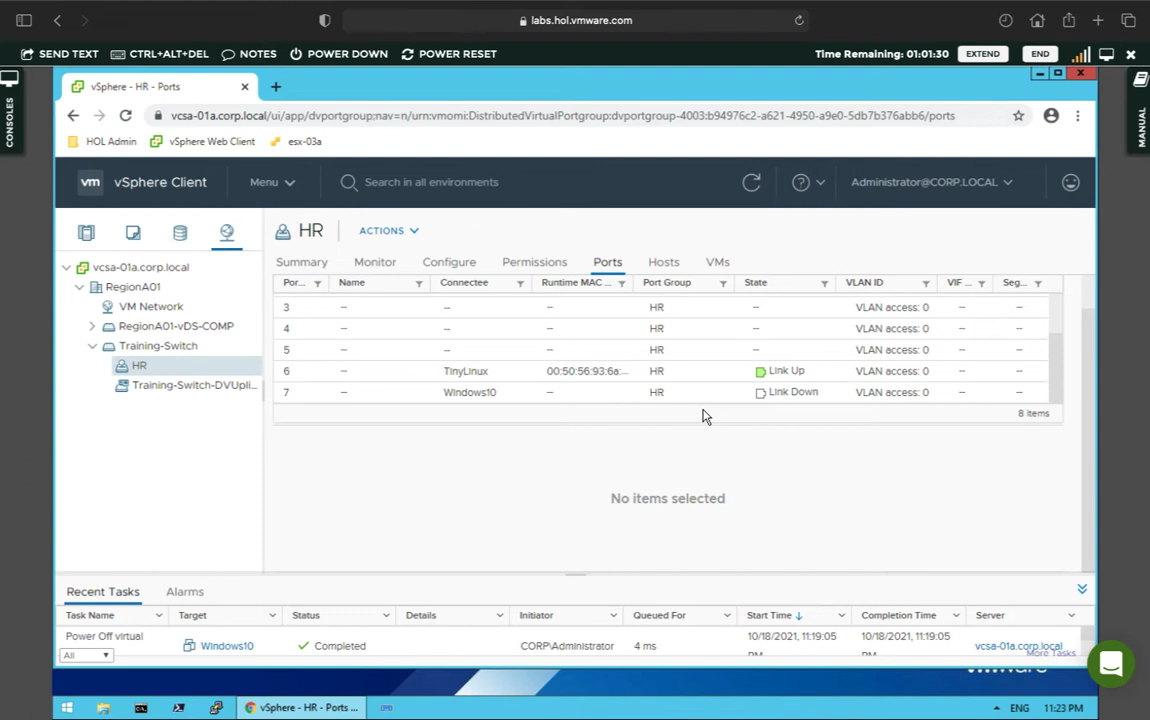 labs.hol.vmware.com
SEND TEXT CTRL+ALT+DEL NOTES POWER DOWN POWER RESET Time Remaining: 01:01:30 EXTEND END
CONSOLES
MANUAL
vSphere - HR - Ports
vcsa-01a.corp.local/ui/app/dvportgroup;nav=n/urn:vmomi:DistributedVirtualPortgroup:dvportgroup-4003:b94976c2-a621-4950-a9e0-5db7b376abb6/ports
HOL Admin vSphere Web Client esx-03a
vm vSphere Client Menu Search in all environments Administrator@CORP.LOCAL
vcsa-01a.corp.local
RegionA01
VM Network
RegionA01-vDS-COMP
Training-Switch
HR
Training-Switch-DVUpli...
HR ACTIONS
Summary Monitor Configure Permissions Ports Hosts VMs
Por... Name Connectee Runtime MAC ... Port Group State VLAN ID VIF ... Seg...
3 -- -- -- HR -- VLAN access: 0 -- --
4 -- -- -- HR -- VLAN access: 0 -- --
5 -- -- -- HR -- VLAN access: 0 -- --
6 -- TinyLinux 00:50:56:93:6a:... HR Link Up VLAN access: 0 -- --
7 -- Windows10 -- HR Link Down VLAN access: 0 -- --
8 items
No items selected
Recent Tasks Alarms
Task Name Target Status Details Initiator Queued For Start Time Completion Time Server
Power Off virtual Windows10 Completed CORP\Administrator 4 ms 10/18/2021, 11:19:05 10/18/2021, 11:19:05 vcsa-01a.corp.local
All More Tasks
vSphere - HR - Ports ... ENG 11:23 PM